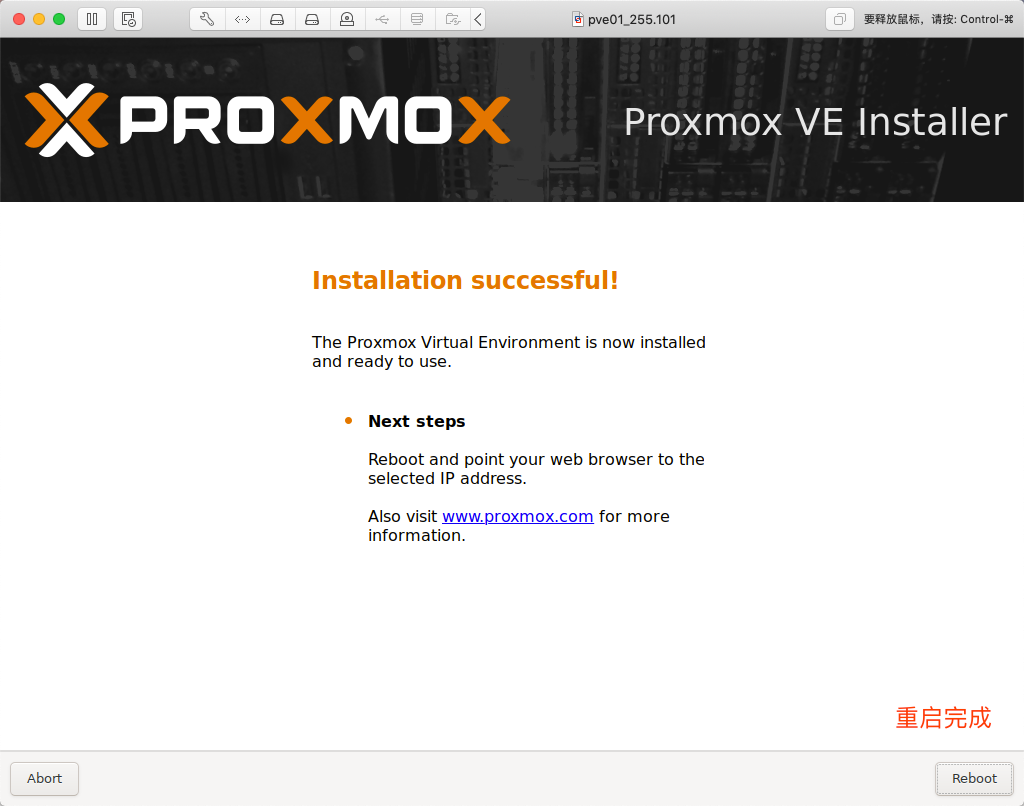 pve01_255.101
要释放鼠标，请按: Control-⌘
PROXMOX
Proxmox VE Installer
Installation successful!
The Proxmox Virtual Environment is now installed
and ready to use.
Next steps
Reboot and point your web browser to the
selected IP address.
Also visit www.proxmox.com for more
information.
重启完成
Abort
Reboot